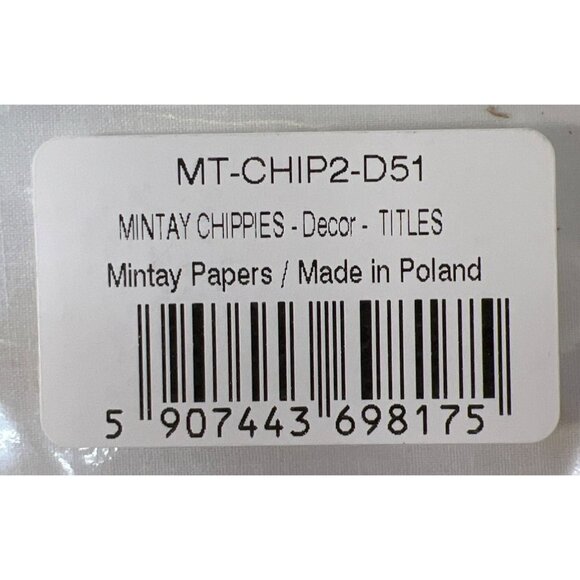 MT-CHIP2-D51
MINTAY CHIPPIES - Decor - TITLES
Mintay Papers / Made in Poland
5 907443 698175